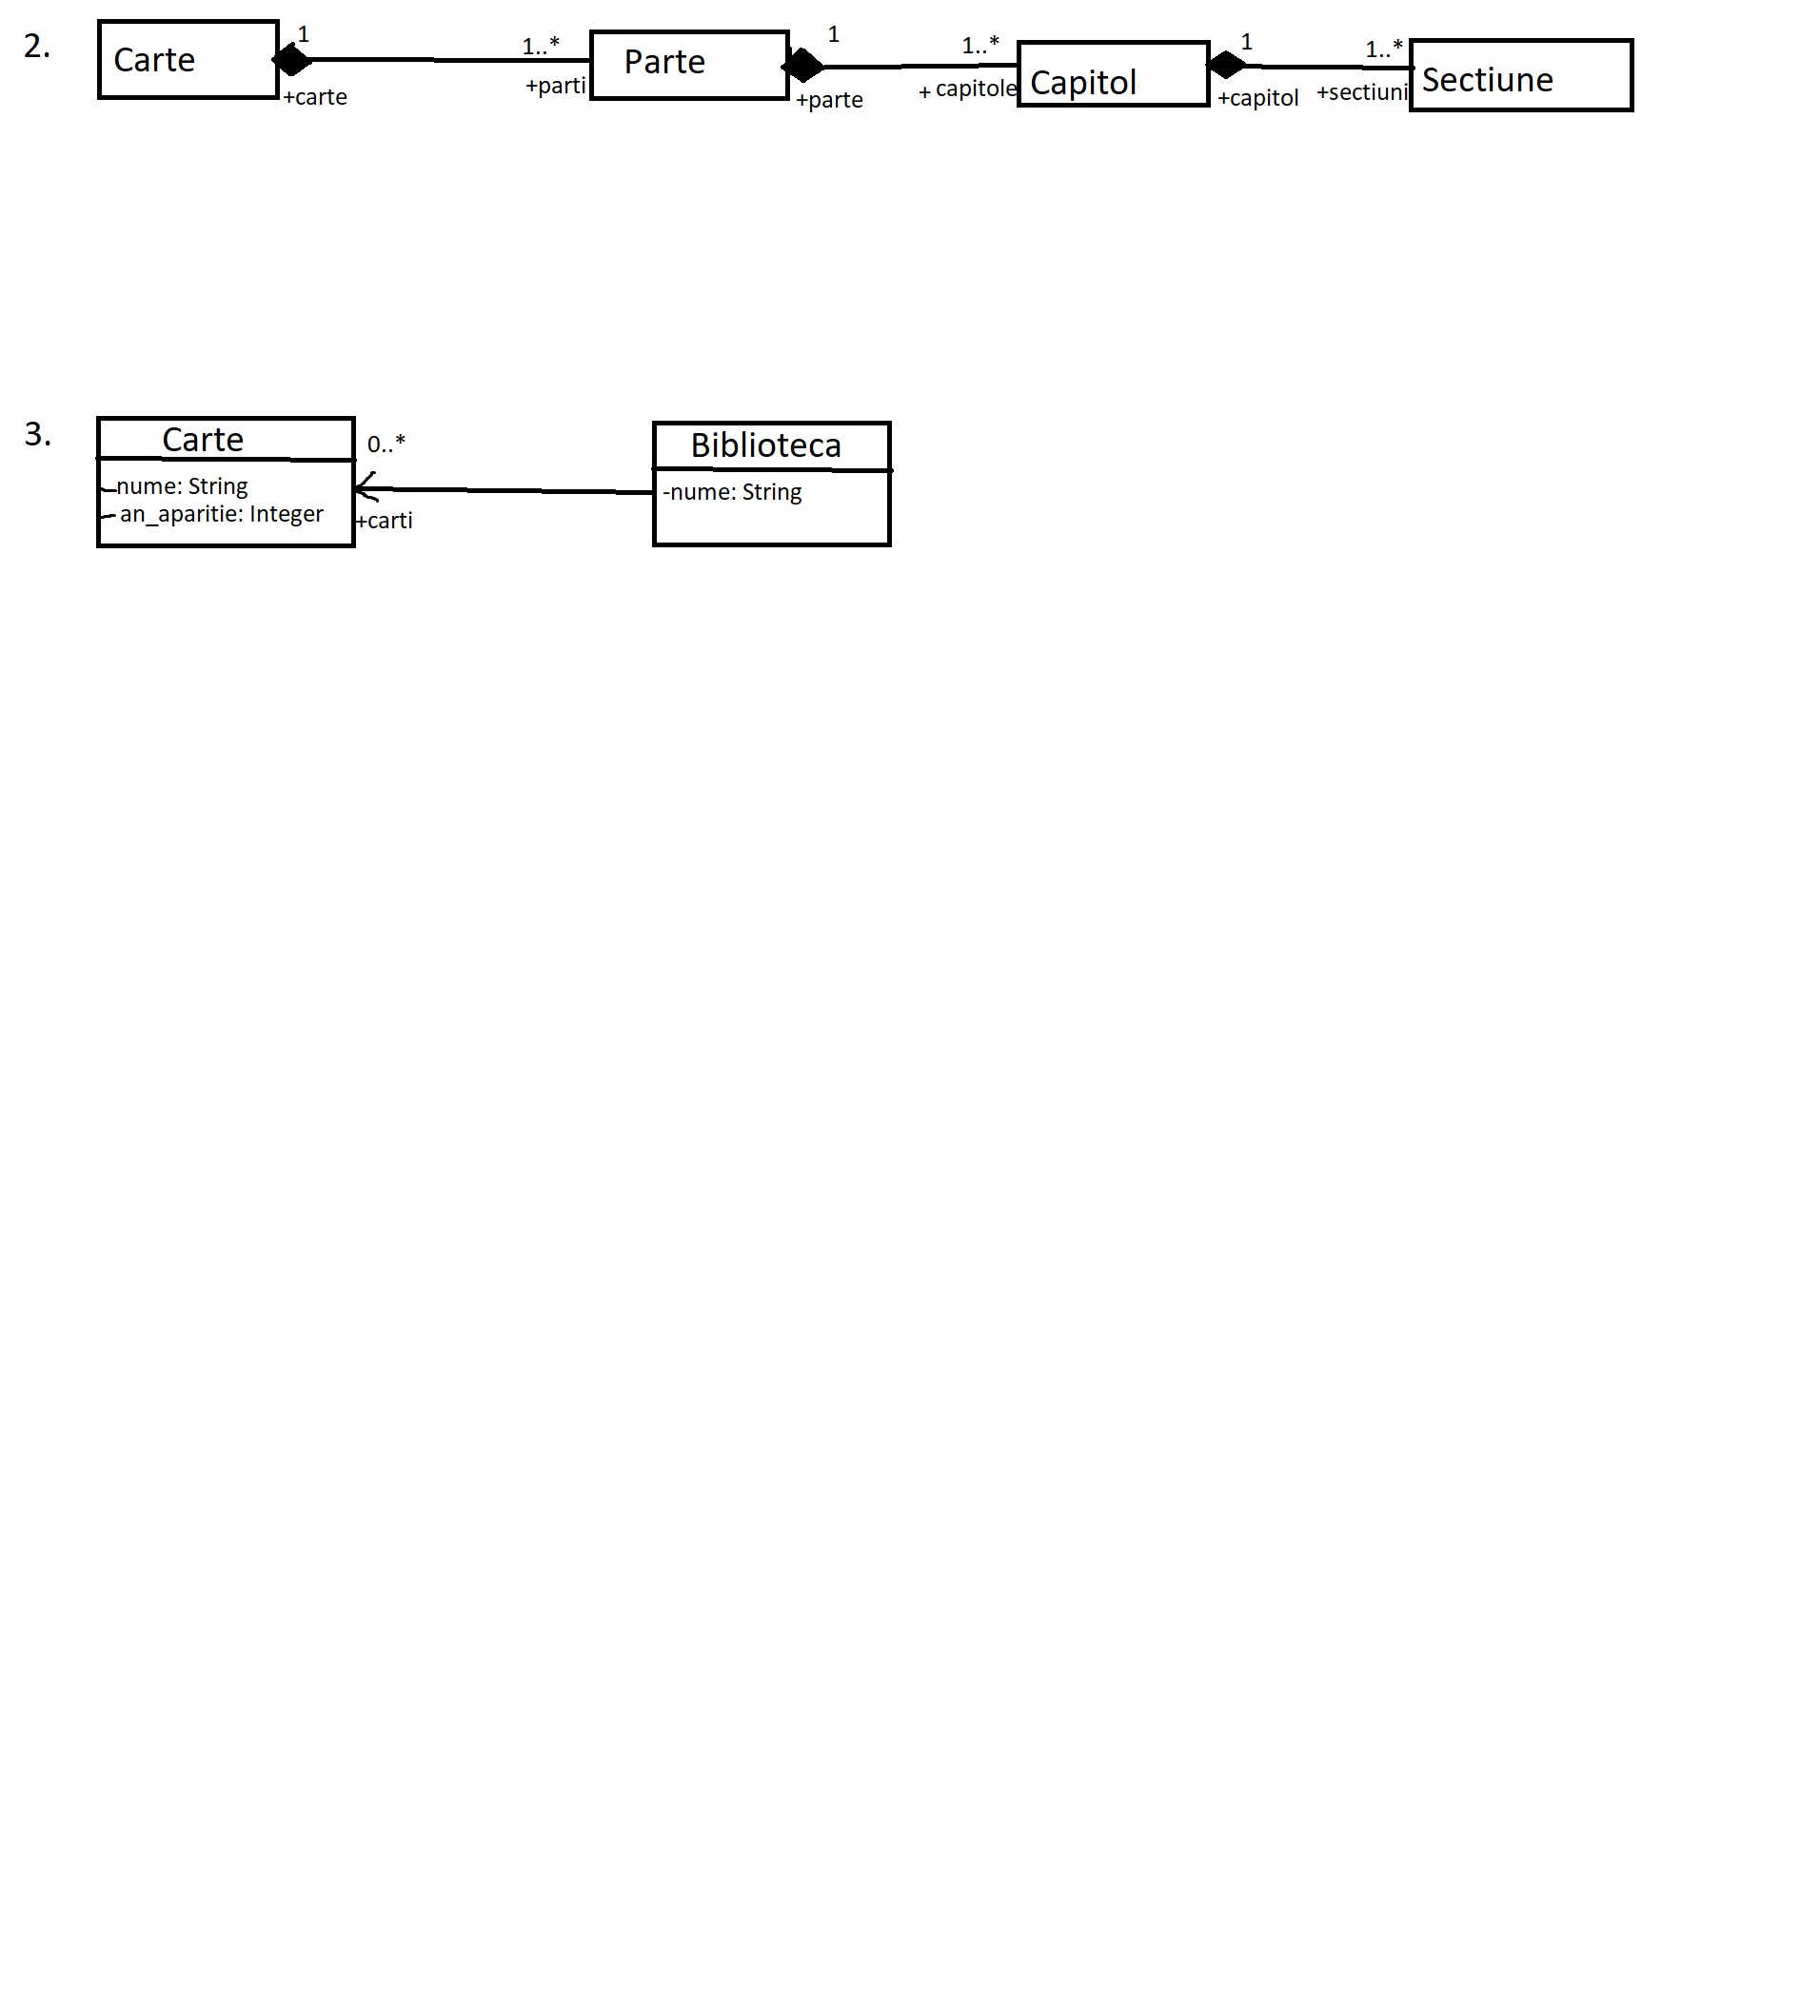 2.
Carte
1
+carte
1..*
+parti
Parte
1
+parte
1..*
+ capitole
Capitol
1
+capitol
1..*
+sectiuni
Sectiune
3.
Carte
-nume: String
- an_aparitie: Integer
0..*
+carti
Biblioteca
-nume: String